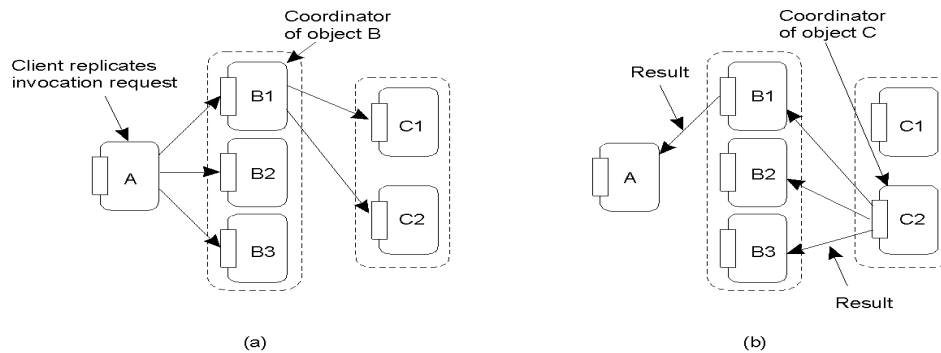 Coordinator
of object B
Client replicates
invocation request
A
B1
B2
B3
C1
C2
(a)
Coordinator
of object C
Result
A
B1
B2
B3
C1
C2
Result
(b)